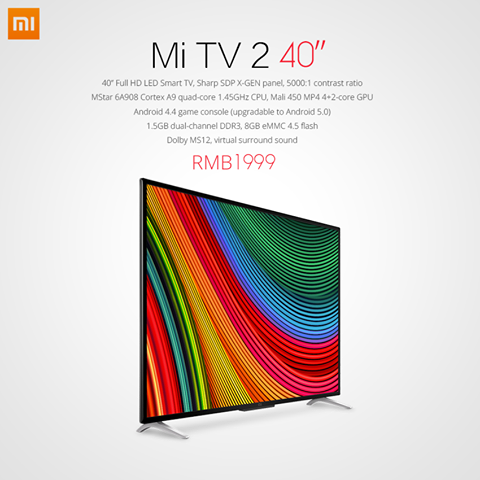 mi
Mi TV 2 40"
40" Full HD LED Smart TV, Sharp SDP X-GEN panel, 5000:1 contrast ratio
MStar 6A908 Cortex A9 quad-core 1.45GHz CPU, Mali 450 MP4 4+2-core GPU
Android 4.4 game console (upgradable to Android 5.0)
1.5GB dual-channel DDR3, 8GB eMMC 4.5 flash
Dolby MS12, virtual surround sound
RMB1999